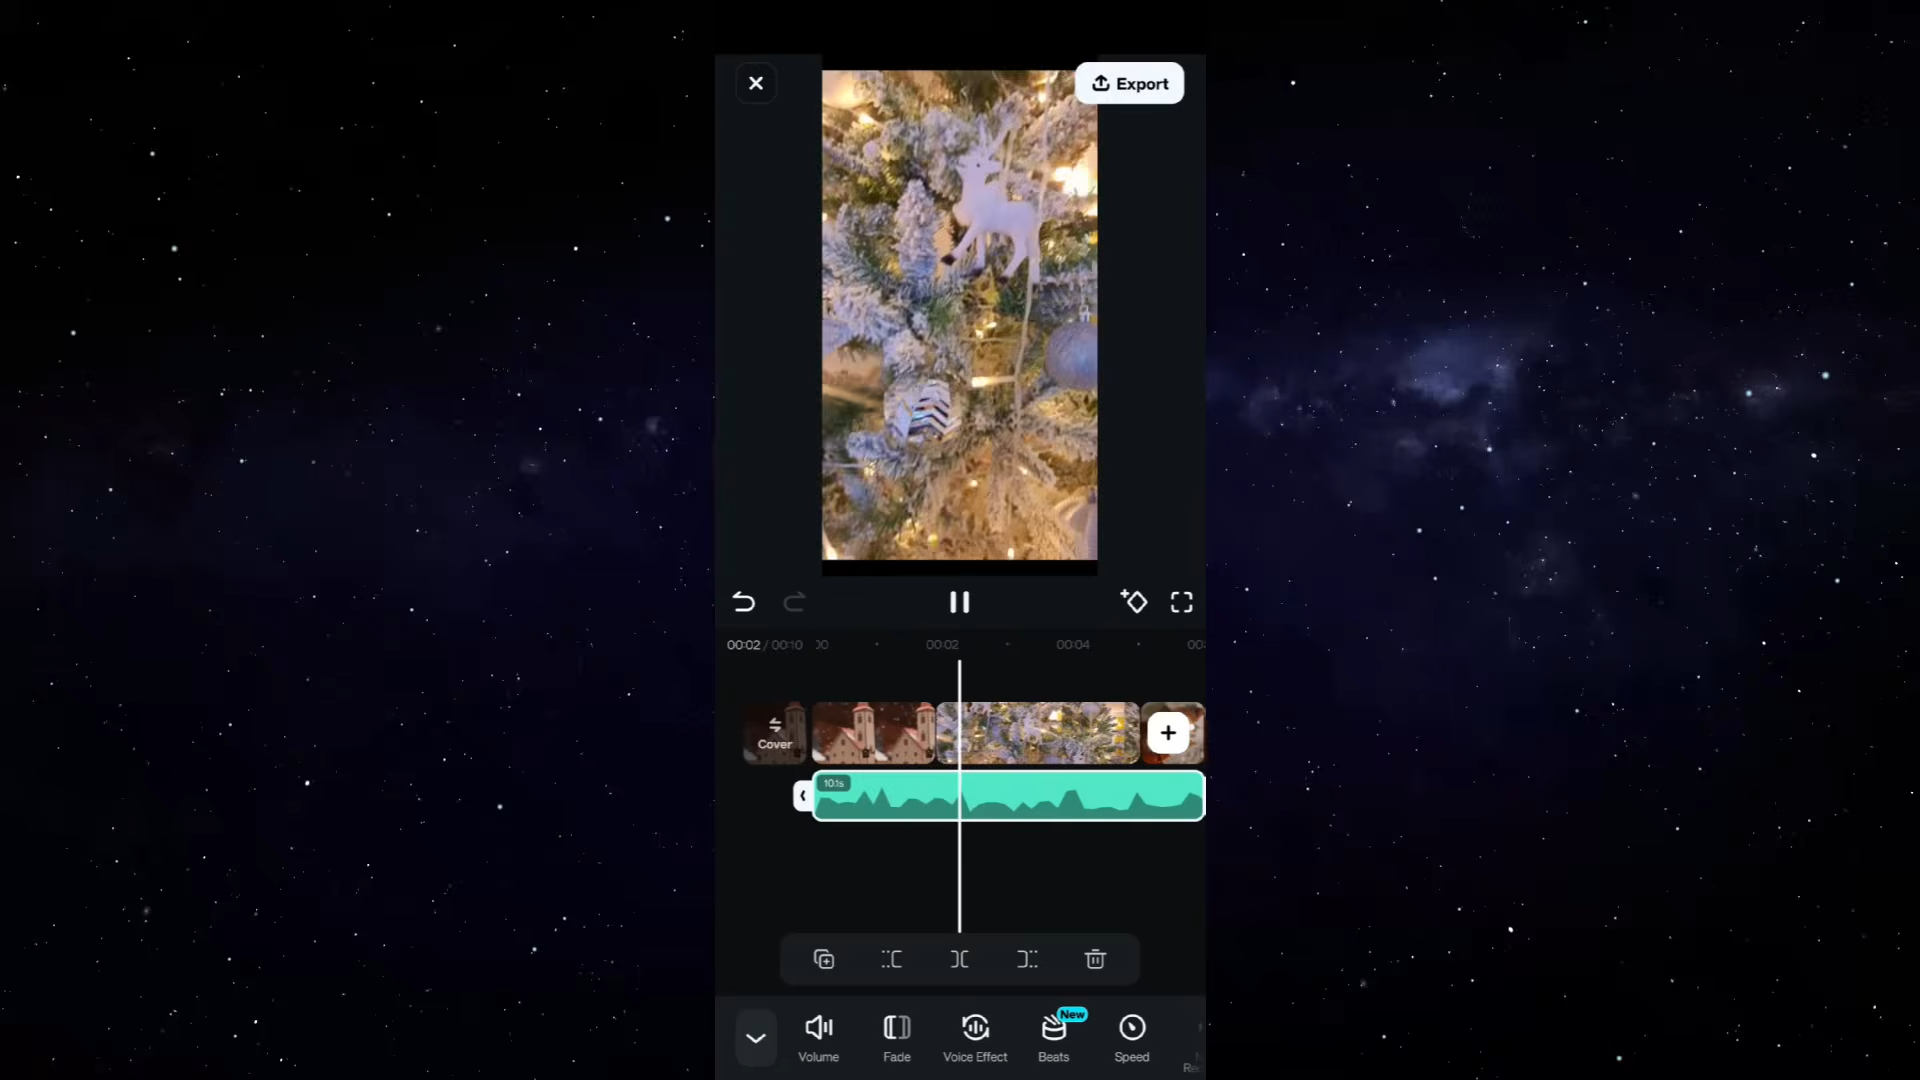 Export
00:02 / 00:10
00:02
00:04
Cover
10.1s
New
Volume
Fade
Voice Effect
Beats
Speed